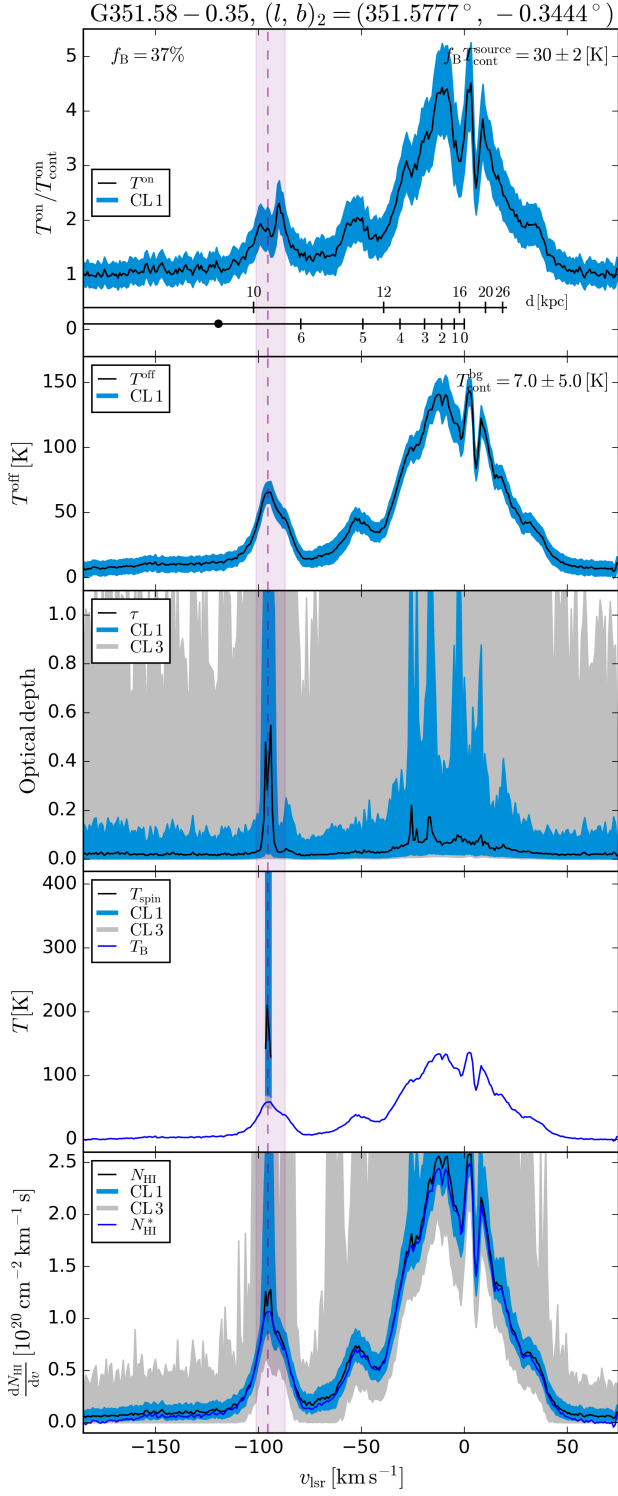 G351.58 − 0.35, (l, b)₂ = (351.5777°, −0.3444°)
f_B = 37%
f_B T_cont^source = 30 ± 2 [K]
T^on/T_cont^on
5
4
3
2
1
0
T^on
CL 1
10 12 16 20 26 d [kpc]
6 5 4 3 2 1 0
T^off
CL 1
T_cont^bg = 7.0 ± 5.0 [K]
T^off [K]
150
100
50
0
τ
CL 1
CL 3
Optical depth
1.0
0.8
0.6
0.4
0.2
0.0
T_spin
CL 1
CL 3
T_B
T [K]
400
300
200
100
0
N_HI
CL 1
CL 3
N*_HI
dN_HI/dv [10²⁰ cm⁻² km⁻¹ s]
2.5
2.0
1.5
1.0
0.5
0.0
−150 −100 −50 0 50
v_lsr [km s⁻¹]